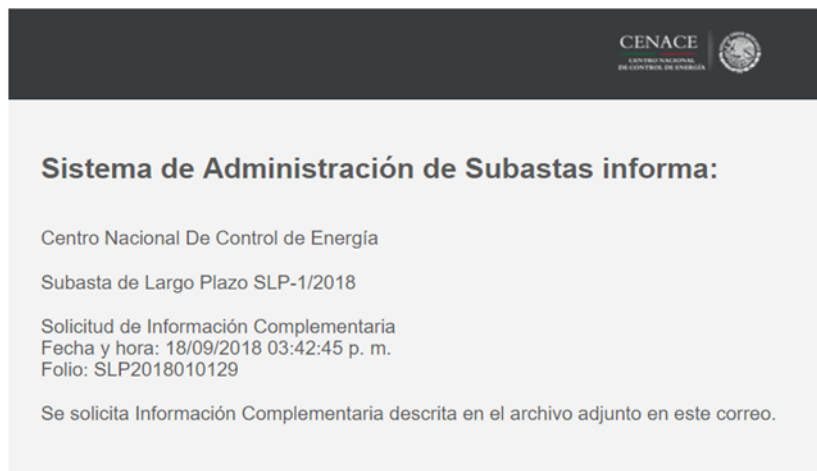 CENACE
CENTRO NACIONAL
DE CONTROL DE ENERGÍA
Sistema de Administración de Subastas informa:
Centro Nacional De Control de Energía
Subasta de Largo Plazo SLP-1/2018
Solicitud de Información Complementaria
Fecha y hora: 18/09/2018 03:42:45 p. m.
Folio: SLP2018010129
Se solicita Información Complementaria descrita en el archivo adjunto en este correo.